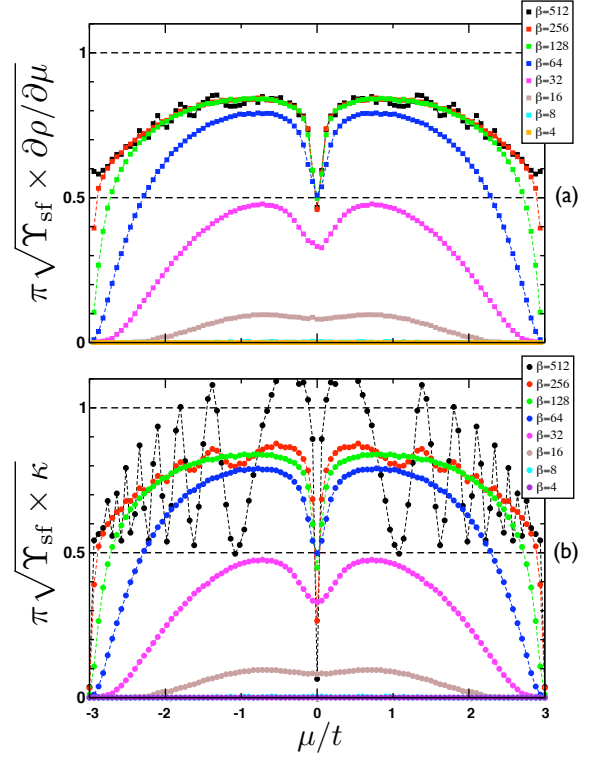 π√Υsf × ∂ρ/∂μ
1
0.5
0
β=512
β=256
β=128
β=64
β=32
β=16
β=8
β=4
(a)
π√Υsf × κ
1
0.5
0
β=512
β=256
β=128
β=64
β=32
β=16
β=8
β=4
(b)
-3 -2 -1 0 1 2 3
μ/t